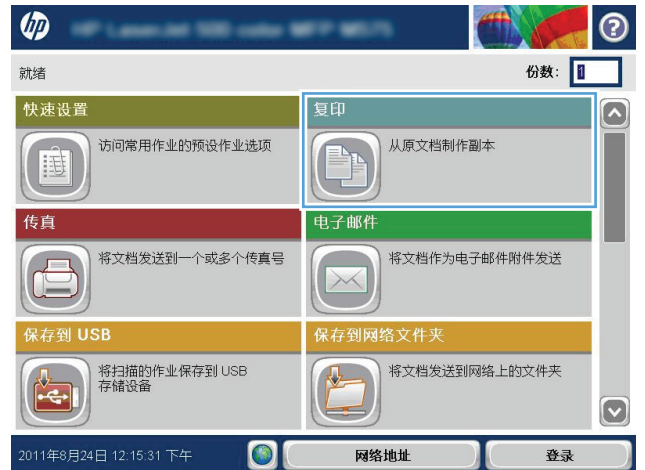 hp
就绪
份数: 1
快速设置
访问常用作业的预设作业选项
复印
从原文档制作副本
传真
将文档发送到一个或多个传真号
电子邮件
将文档作为电子邮件附件发送
保存到 USB
将扫描的作业保存到 USB
存储设备
保存到网络文件夹
将文档发送到网络上的文件夹
2011年8月24日 12:15:31 下午
网络地址
登录